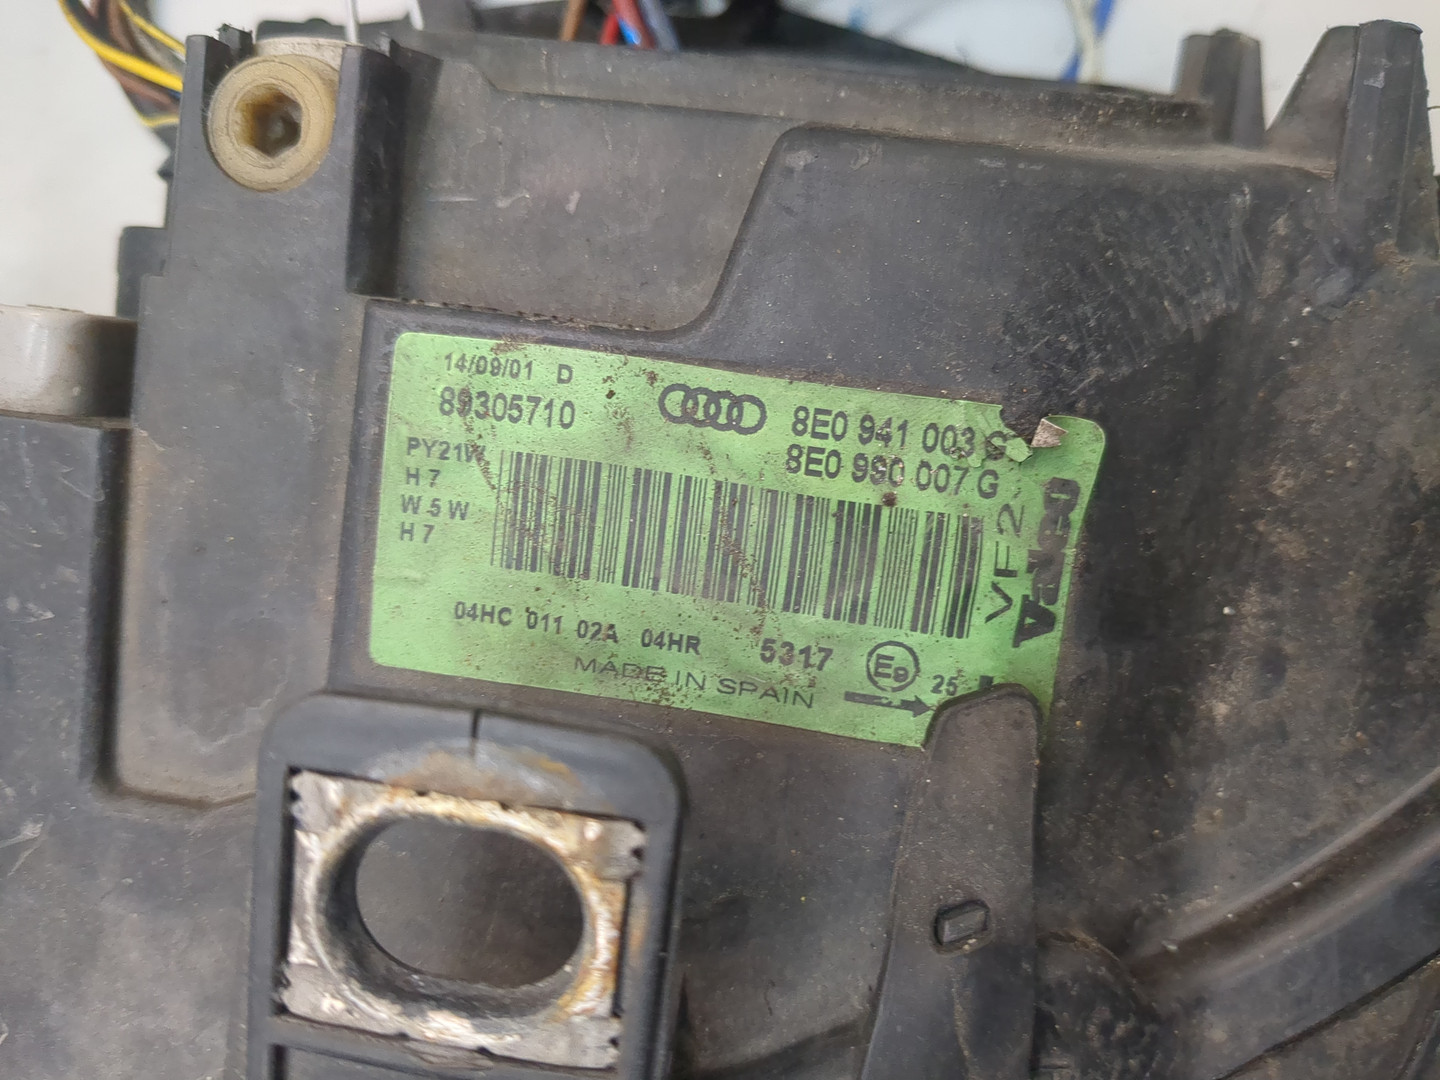 14/09/01 D
89305710
8E0 941 003 G
8E0 990 007 G
PY21W
H 7
W 5 W
H 7
VF2
04HC 011 02A 04HR 5317
E9
25
MADE IN SPAIN